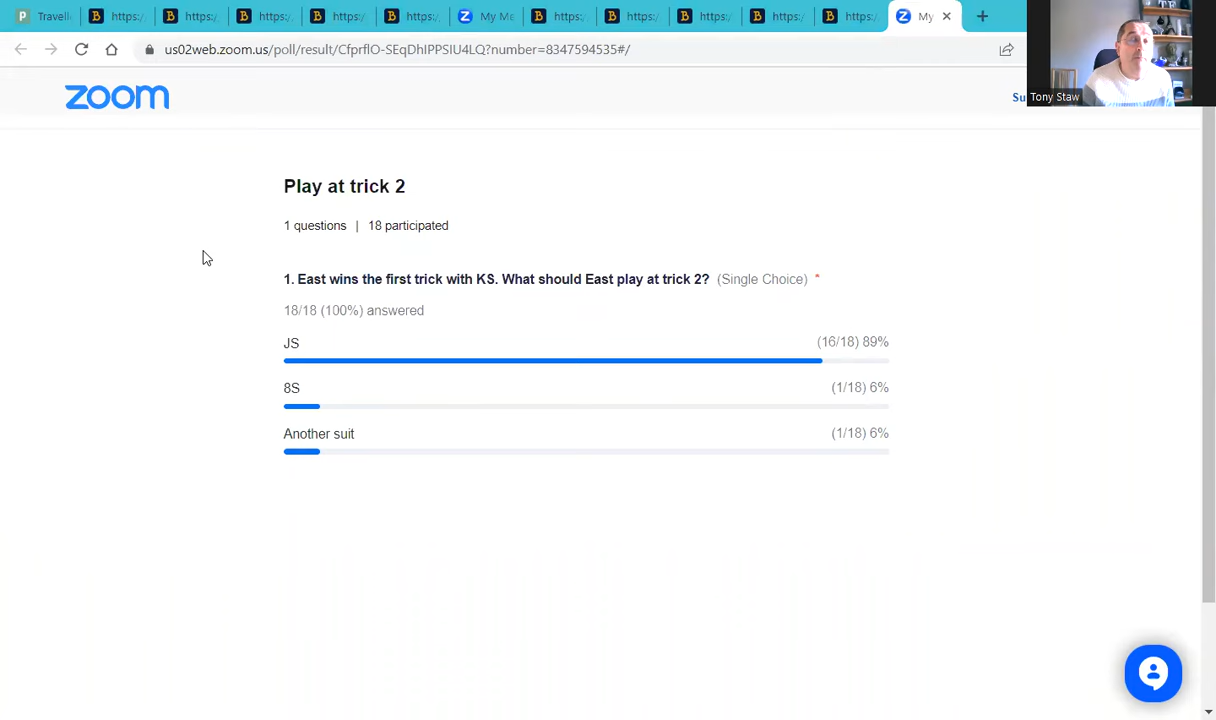 P Travell
B https:/
B https:/
B https:/
B https:/
B https:/
Z My Me
B https:/
B https:/
B https:/
B https:/
B https:/
Z My
us02web.zoom.us/poll/result/CfprflO-SEqDhIPPSIU4LQ?number=8347594535#/
Tony Staw
zoom
Su
Play at trick 2
1 questions | 18 participated
1. East wins the first trick with KS. What should East play at trick 2? (Single Choice) *
18/18 (100%) answered
JS (16/18) 89%
8S (1/18) 6%
Another suit (1/18) 6%